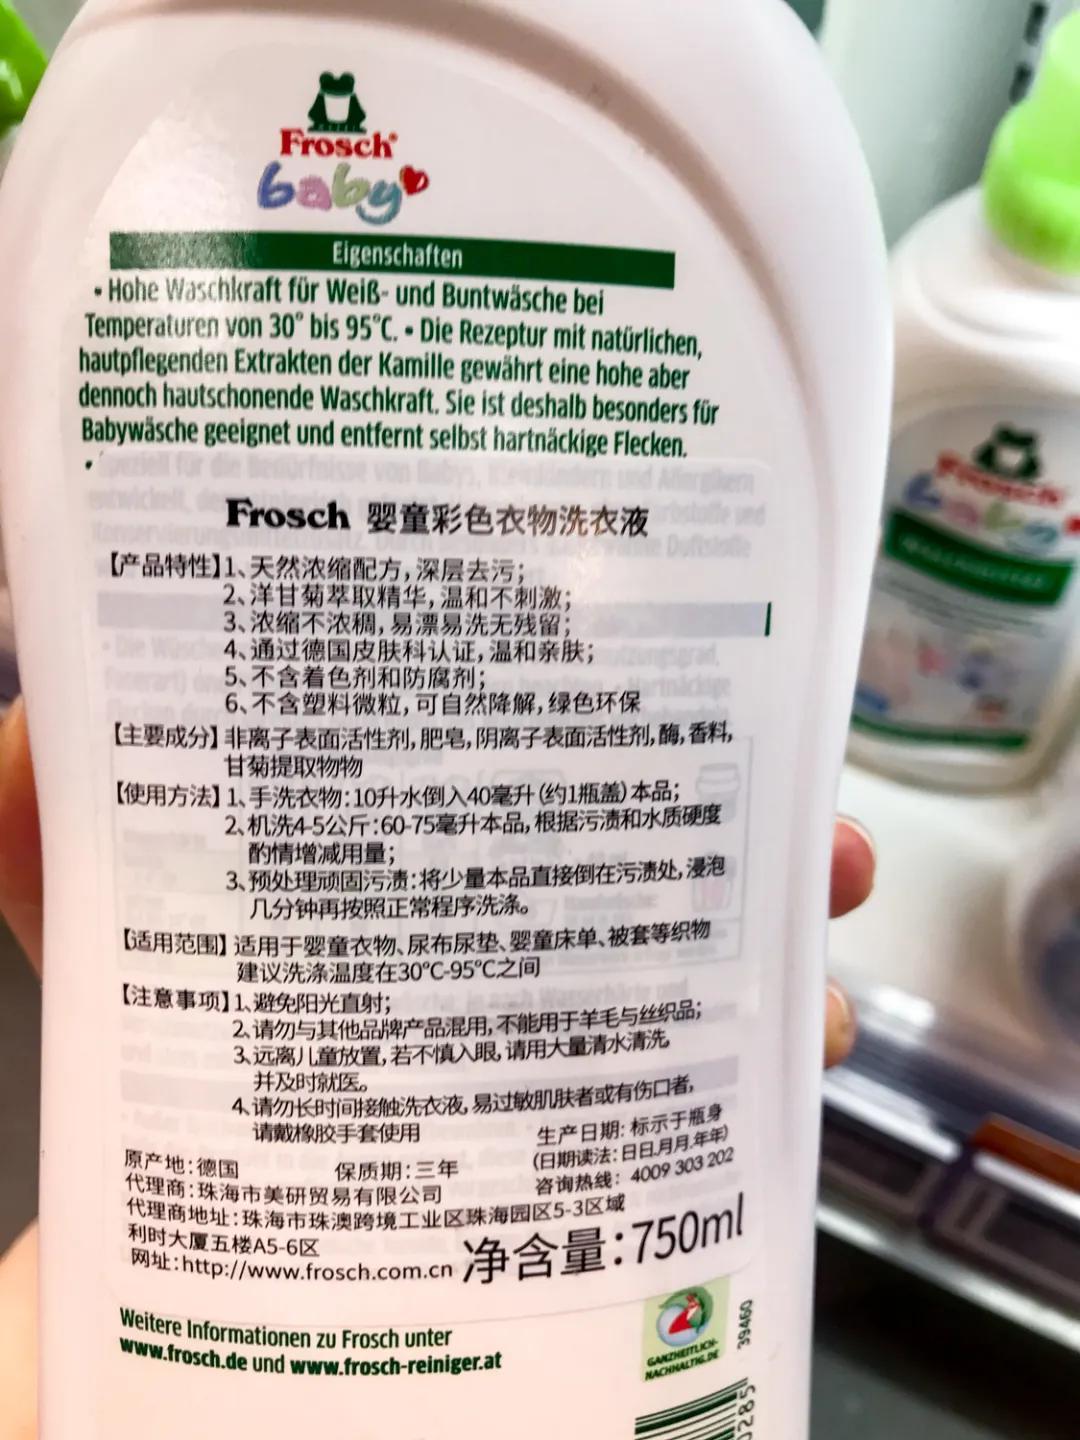 Frosch
baby
Eigenschaften
• Hohe Waschkraft für Weiß- und Buntwäsche bei
Temperaturen von 30° bis 95°C. • Die Rezeptur mit natürlichen,
hautpflegenden Extrakten der Kamille gewährt eine hohe aber
dennoch hautschonende Waschkraft. Sie ist deshalb besonders für
Babywäsche geeignet und entfernt selbst hartnäckige Flecken.
Frosch 婴童彩色衣物洗衣液
【产品特性】1、天然浓缩配方,深层去污;
2、洋甘菊萃取精华,温和不刺激;
3、浓缩不浓稠,易漂易洗无残留;
4、通过德国皮肤科认证,温和亲肤;
5、不含着色剂和防腐剂;
6、不含塑料微粒,可自然降解,绿色环保
【主要成分】非离子表面活性剂,肥皂,阴离子表面活性剂,酶,香料,
甘菊提取物物
【使用方法】1、手洗衣物:10升水倒入40毫升(约1瓶盖)本品;
2、机洗4-5公斤:60-75毫升本品,根据污渍和水质硬度
酌情增减用量;
3、预处理顽固污渍:将少量本品直接倒在污渍处,浸泡
几分钟再按照正常程序洗涤。
【适用范围】适用于婴童衣物、尿布尿垫、婴童床单、被套等织物
建议洗涤温度在30℃-95℃之间
【注意事项】1、避免阳光直射;
2、请勿与其他品牌产品混用,不能用于羊毛与丝织品;
3、远离儿童放置,若不慎入眼,请用大量清水清洗,
并及时就医。
4、请勿长时间接触洗衣液,易过敏肌肤者或有伤口者,
请戴橡胶手套使用
生产日期:标示于瓶身
(日期读法:日日.月月.年年)
原产地:德国 保质期:三年 咨询热线: 4009 303 202
代理商:珠海市美研贸易有限公司
代理商地址:珠海市珠澳跨境工业区珠海园区5-3区域
利时大厦五楼A5-6区
网址:http://www.frosch.com.cn 净含量:750ml
Weitere Informationen zu Frosch unter
www.frosch.de und www.frosch-reiniger.at
GANZHEITLICH-
NACHHALTIG.DE
39460
Frosch
baby